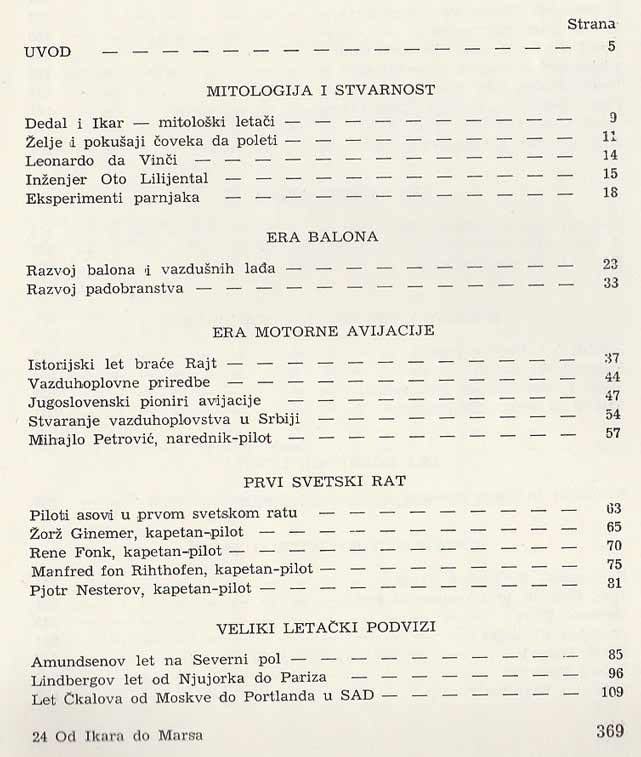 Strana
UVOD — — — — — — — — — — — — — — — — 5
MITOLOGIJA I STVARNOST
Dedal i Ikar — mitološki letači — — — — — — — — — — 9
Želje i pokušaji čoveka da poleti — — — — — — — — — — 11
Leonardo da Vinči — — — — — — — — — — — — — 14
Inženjer Oto Lilijental — — — — — — — — — — — — 15
Eksperimenti parnjaka — — — — — — — — — — — — 18
ERA BALONA
Razvoj balona i vazdušnih lađa — — — — — — — — — — 23
Razvoj padobranstva — — — — — — — — — — — — — 33
ERA MOTORNE AVIJACIJE
Istorijski let braće Rajt — — — — — — — — — — — — 37
Vazduhoplovne priredbe — — — — — — — — — — — — 44
Jugoslovenski pioniri avijacije — — — — — — — — — — 47
Stvaranje vazduhoplovstva u Srbiji — — — — — — — — — 54
Mihajlo Petrović, narednik-pilot — — — — — — — — — — 57
PRVI SVETSKI RAT
Piloti asovi u prvom svetskom ratu — — — — — — — — — 63
Žorž Ginemer, kapetan-pilot — — — — — — — — — — — 65
Rene Fonk, kapetan-pilot — — — — — — — — — — — — 70
Manfred fon Rihthofen, kapetan-pilot — — — — — — — — — 75
Pjotr Nesterov, kapetan-pilot — — — — — — — — — — — 81
VELIKI LETAČKI PODVIZI
Amundsenov let na Severni pol — — — — — — — — — — 85
Lindbergov let od Njujorka do Pariza — — — — — — — — 96
Let Čkalova od Moskve do Portlanda u SAD — — — — — — — 109
24 Od Ikara do Marsa
369